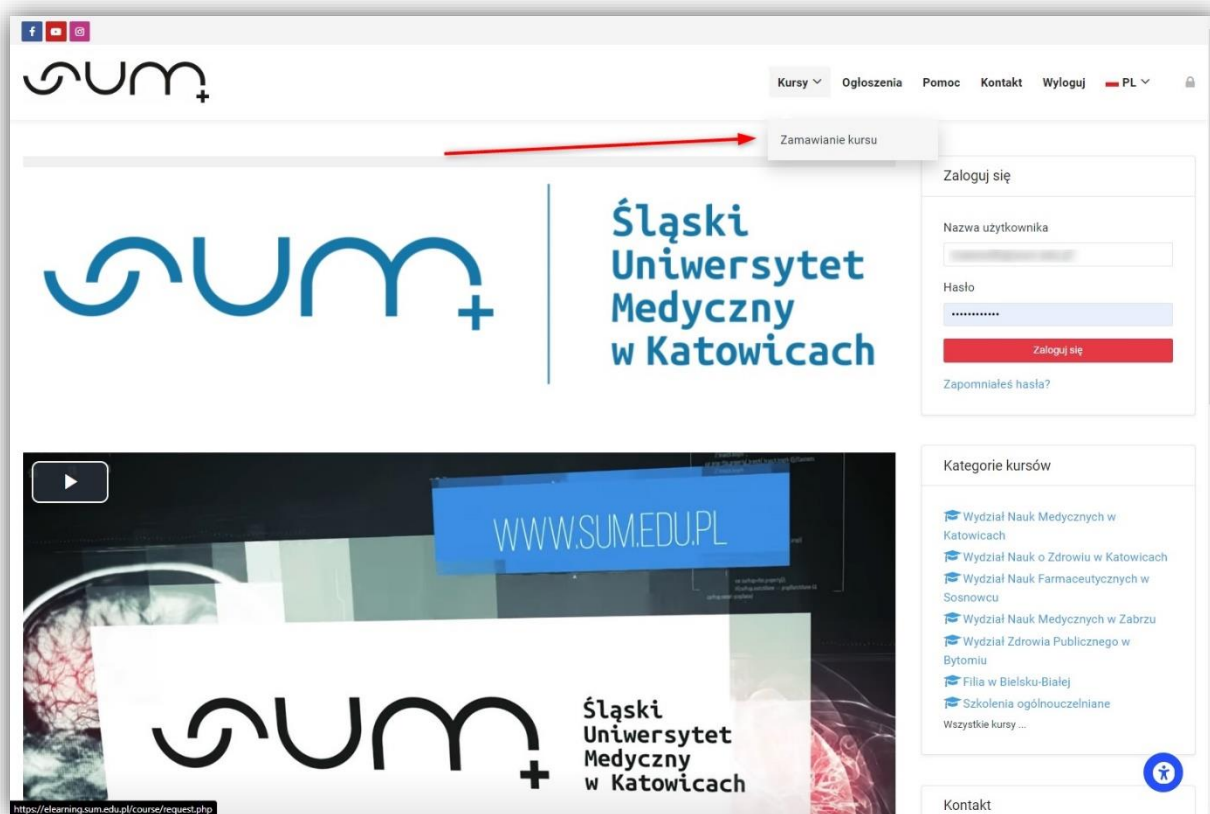 sum
Kursy Ogłoszenia Pomoc Kontakt Wyloguj PL
Zamawianie kursu
sum
Śląski
Uniwersytet
Medyczny
w Katowicach
Zaloguj się
Nazwa użytkownika
Hasło
Zaloguj się
Zapomniałeś hasła?
WWW.SUM.EDU.PL
sum
Śląski
Uniwersytet
Medyczny
w Katowicach
Kategorie kursów
Wydział Nauk Medycznych w
Katowicach
Wydział Nauk o Zdrowiu w Katowicach
Wydział Nauk Farmaceutycznych w
Sosnowcu
Wydział Nauk Medycznych w Zabrzu
Wydział Zdrowia Publicznego w
Bytomiu
Filia w Bielsku-Białej
Szkolenia ogólnouczelniane
Wszystkie kursy ...
Kontakt
https://elearning.sum.edu.pl/course/request.php